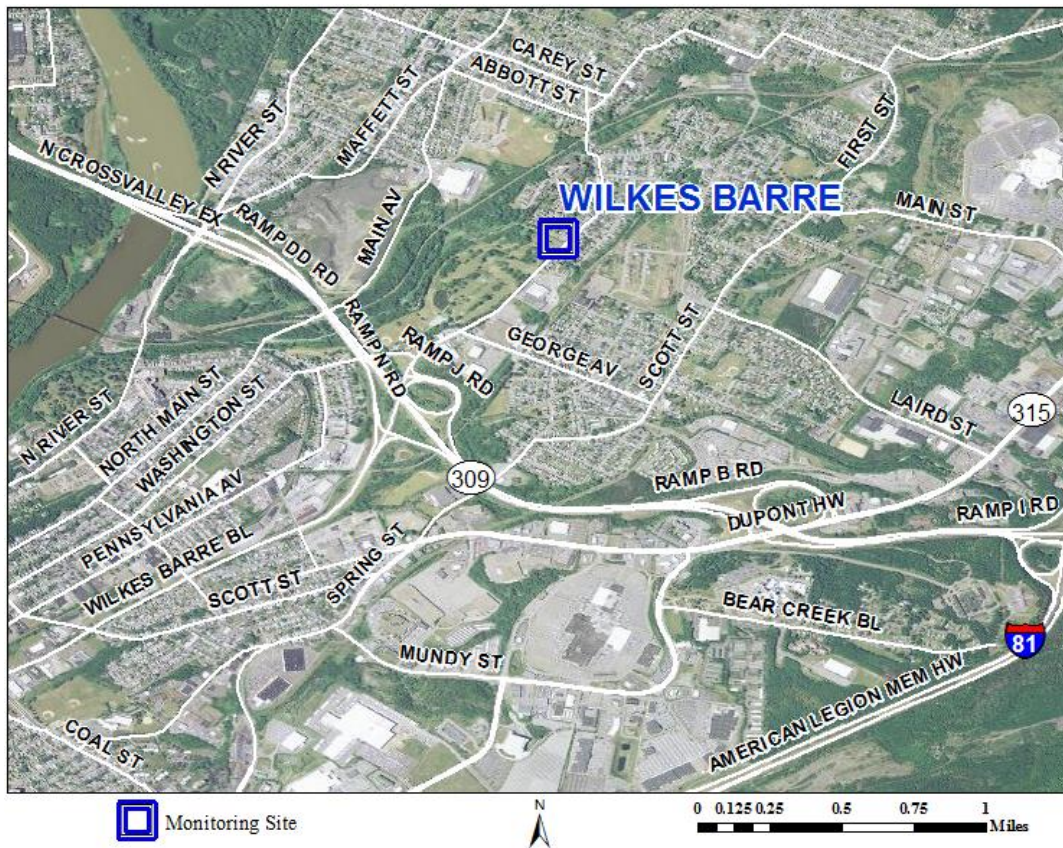 CAREY ST
ABBOTT ST
MAFFETT ST
N RIVER ST
FIRST ST
N CROSSVALLEY EX
WILKES BARRE
MAIN ST
RAMP DD RD
MAIN AV
RAMP N RD
RAMP J RD
GEORGE AV
SCOTT ST
LAIRD ST
315
N RIVER ST
NORTH MAIN ST
WASHINGTON ST
309
RAMP B RD
PENNSYLVANIA AV
DUPONT HW
RAMP I RD
WILKES BARRE BL
SCOTT ST
SPRING ST
BEAR CREEK BL
81
MUNDY ST
AMERICAN LEGION MEM HW
COAL ST
Monitoring Site
N
0 0.125 0.25 0.5 0.75 1
Miles